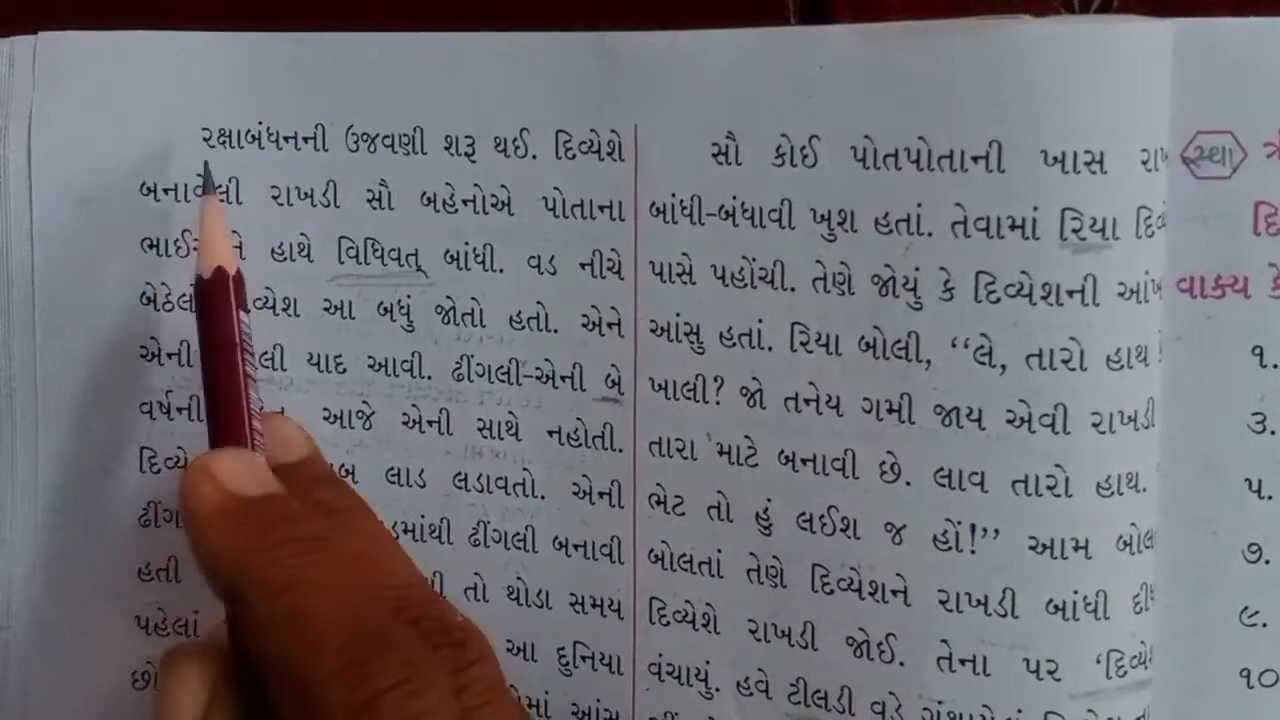 રક્ષાબંધનની ઉજવણી શરૂ થઈ. દિવ્યેશે
બનાવેલી રાખડી સૌ બહેનોએ પોતાના
હાથે વિધિવત્ બાંધી. વડ નીચે
આ બધું જોતો હતો. એને
એની યાદ આવી. ઢીંગલી-એની બે
વર્ષની આજે એની સાથે નહોતી.
લાડ લડાવતો. એની
ઢીંગલી બનાવી
હતી તો થોડા સમય
પહેલાં આ દુનિયા
સૌ કોઈ પોતપોતાની ખાસ
બાંધી-બંધાવી ખુશ હતાં. તેવામાં રિયા
પાસે પહોંચી. તેણે જોયું કે દિવ્યેશની
આંસુ હતાં. રિયા બોલી, “લે, તારો હાથ
ખાલી? જો તનેય ગમી જાય એવી રાખડી
તારા માટે બનાવી છે. લાવ તારો હાથ.
ભેટ તો હું લઈશ જ હોં!” આમ
બોલતાં તેણે દિવ્યેશને રાખડી બાંધી
દિવ્યેશે રાખડી જોઈ. તેના પર
વંચાયું. હવે ટીલડી વડે
સ્થા
વાક્ય
૧.
૩.
૫.
૭.
૯.
૧૦